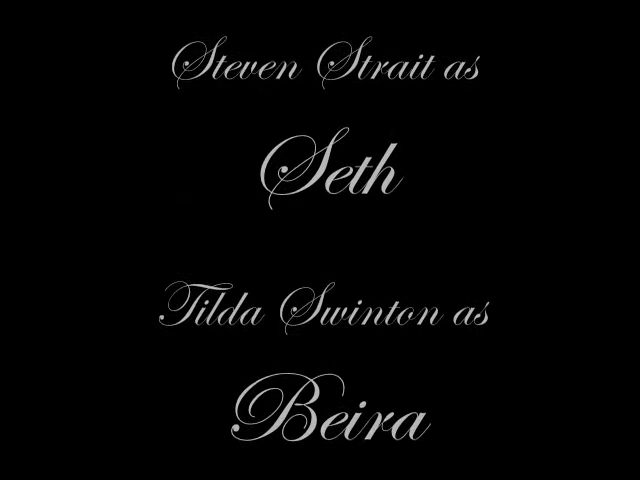 Steven Strait as
Seth
Tilda Swinton as
Beira